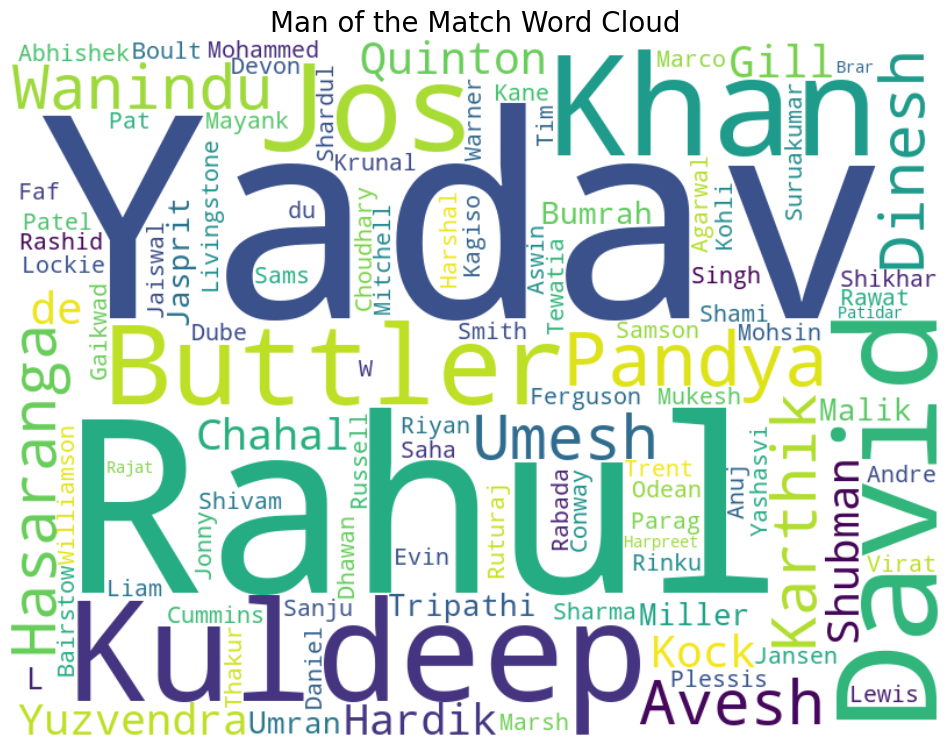 Man of the Match Word Cloud
Abhishek
Boult
Mohammed
Devon
Quinton
Marco
Gill
Brar
Wanindu
Jos
Khan
Dinesh
Pat
Mayank
Shardul
Krunal
Kane
Warner
Tim
Suruakumar
Yadav
Faf
Patel
Rashid
Lockie
Jaiswal
Jasprit
Livingstone
du
Sams
Choudhary
Mitchell
Harshal
Kagiso
Bumrah
Aswin
Tewatia
Agarwal
Kohli
Singh
Shami
Shikhar
Rawat
Patidar
Mohsin
de
Gaikwad
Dube
Smith
Samson
Hasaranga
Buttler
W
Pandya
David
Ferguson
Mukesh
Malik
Karthik
Chahal
Riyan
Saha
Umesh
Rahul
Rajat
Williamson
Shivam
Russell
Trent
Odean
Anuj
Yashasvi
Shubman
Andre
Jonny
Dhawan
Evin
Ruturaj
Rabada
Conway
Parag
Harpreet
Rinku
Virat
Liam
Bairstow
L
Kuldeep
Cummins
Sanju
Tripathi
Sharma
Miller
Thakur
Daniel
Kock
Jansen
Plessis
Lewis
Yuzvendra
Umran
Hardik
Marsh
Avesh